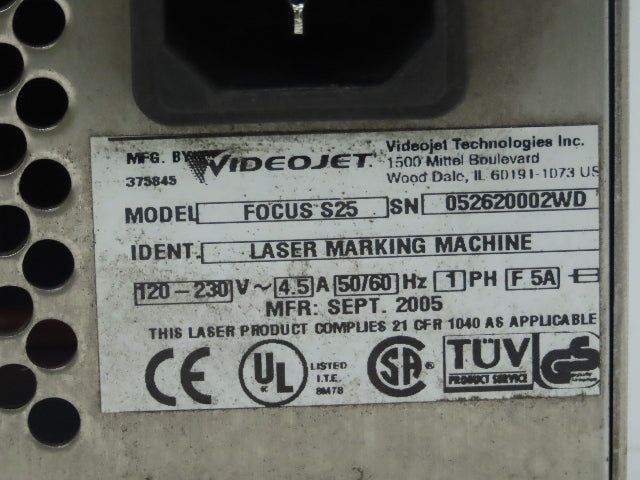 MFG. BY VIDEOJET. Videojet Technologies Inc.
375845 1500 Mittel Boulevard
Wood Dale, IL 60191-1073 US
MODEL FOCUS S25 SN 052620002WD
IDENT. LASER MARKING MACHINE
120-230 V ~ 4.5 A 50/60 Hz 1 PH F 5A
MFR: SEPT. 2005
THIS LASER PRODUCT COMPLIES 21 CFR 1040 AS APPLICABLE
CE UL LISTED I.T.E. 8M78 SA ® TÜV PRODUCT SERVICE GS